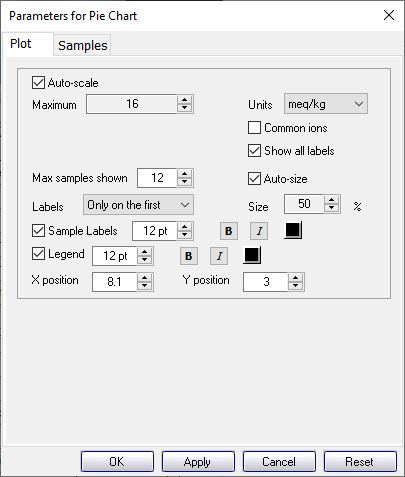 Parameters for Pie Chart
Plot Samples
Auto-scale
Maximum 16 Units meq/kg
Common ions
Show all labels
Max samples shown 12 Auto-size
Labels Only on the first Size 50 %
Sample Labels 12 pt B I
Legend 12 pt B I
X position 8.1 Y position 3
OK Apply Cancel Reset